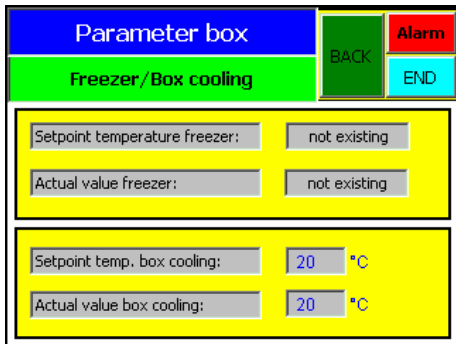 Parameter box
BACK
Alarm
Freezer/Box cooling
END
Setpoint temperature freezer: not existing
Actual value freezer: not existing
Setpoint temp. box cooling: 20 °C
Actual value box cooling: 20 °C